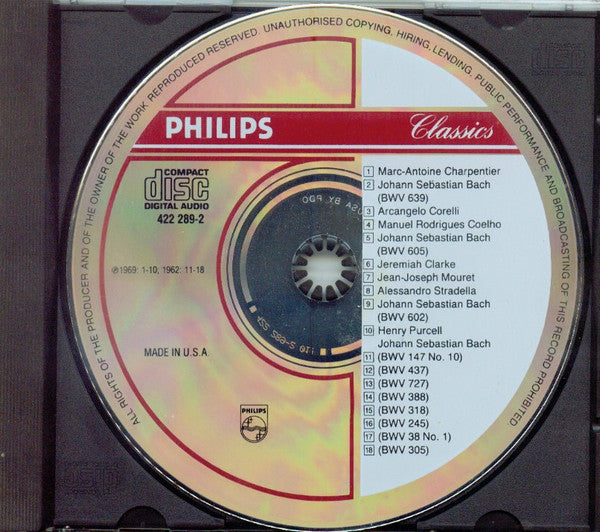 ALL RIGHTS OF THE PRODUCER AND OF THE OWNER OF THE WORK REPRODUCED RESERVED. UNAUTHORISED COPYING, HIRING, LENDING, PUBLIC PERFORMANCE AND BROADCASTING OF THIS RECORD PROHIBITED
PHILIPS
Classics
COMPACT
disc
DIGITAL AUDIO
422 289-2
℗1969: 1-10, 1962: 11-18
MADE IN U.S.A.
PHILIPS
1 Marc-Antoine Charpentier
2 Johann Sebastian Bach
(BWV 639)
3 Arcangelo Corelli
4 Manuel Rodrigues Coelho
5 Johann Sebastian Bach
(BWV 605)
6 Jeremiah Clarke
7 Jean-Joseph Mouret
8 Alessandro Stradella
9 Johann Sebastian Bach
(BWV 602)
10 Henry Purcell
Johann Sebastian Bach
11 (BWV 147 No. 10)
12 (BWV 437)
13 (BWV 727)
14 (BWV 388)
15 (BWV 318)
16 (BWV 245)
17 (BWV 38 No. 1)
18 (BWV 305)